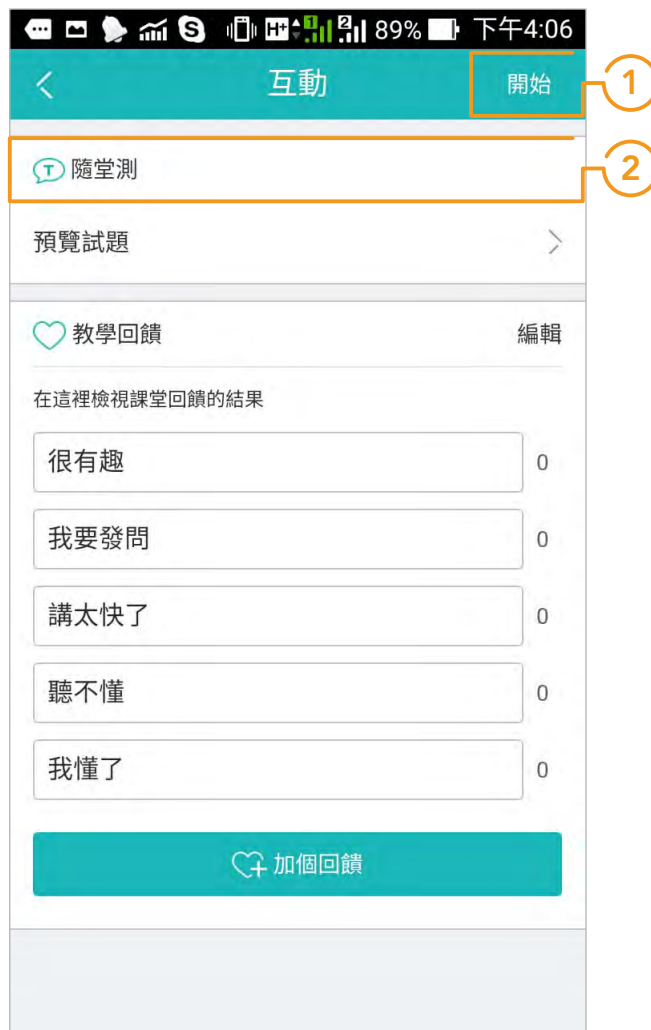 89% 下午4:06
互動
開始
1
隨堂測
2
預覽試題
教學回饋
編輯
在這裡檢視課堂回饋的結果
很有趣 0
我要發問 0
講太快了 0
聽不懂 0
我懂了 0
加個回饋